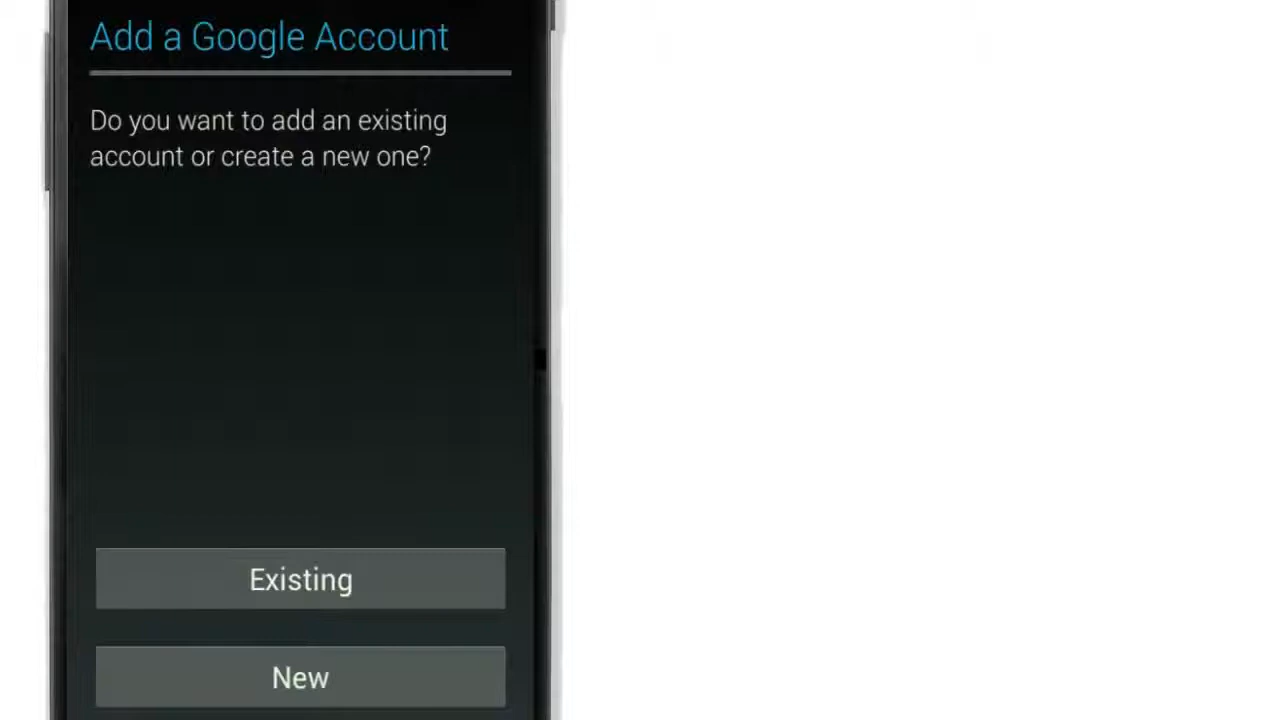 Add a Google Account
Do you want to add an existing
account or create a new one?
Existing
New